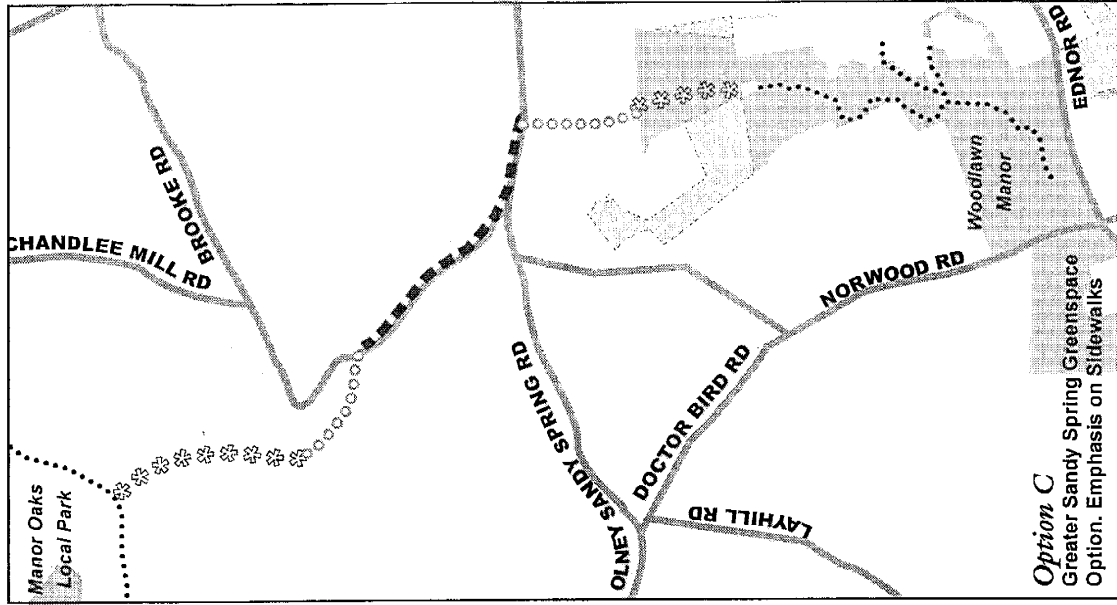 Manor Oaks
Local Park
CHANDLEE MILL RD
BROOKE RD
OLNEY SANDY SPRING RD
DOCTOR BIRD RD
LAYHILL RD
NORWOOD RD
Woodlawn
Manor
EDNOR RD
Option C
Greater Sandy Spring Greenspace
Option. Emphasis on Sidewalks